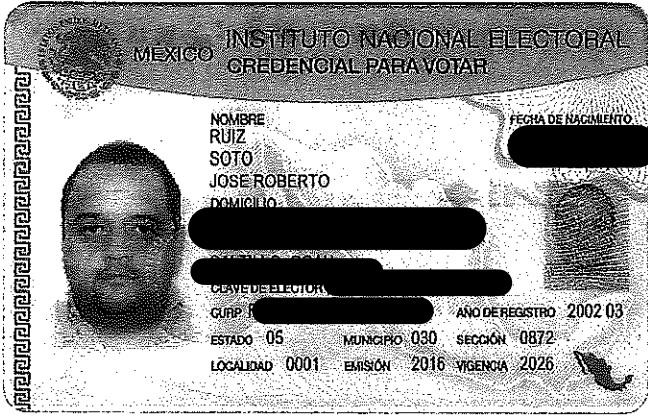 MEXICO INSTITUTO NACIONAL ELECTORAL
CREDENCIAL PARA VOTAR
NOMBRE
RUIZ
SOTO
JOSE ROBERTO
FECHA DE NACIMIENTO
DOMICILIO
CLAVE DE ELECTOR
CURP
AÑO DE REGISTRO 2002 03
ESTADO 05 MUNICIPIO 030 SECCIÓN 0872
LOCALIDAD 0001 EMISIÓN 2016 VIGENCIA 2026